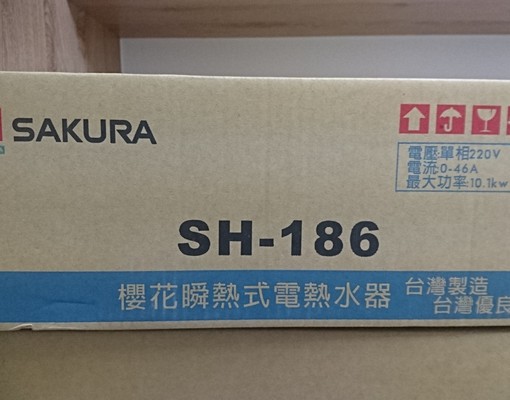 SAKURA
電壓:單相220V
電流:0-46A
最大功率:10.1kw
SH-186
櫻花瞬熱式電熱水器
台灣製造
台灣優良